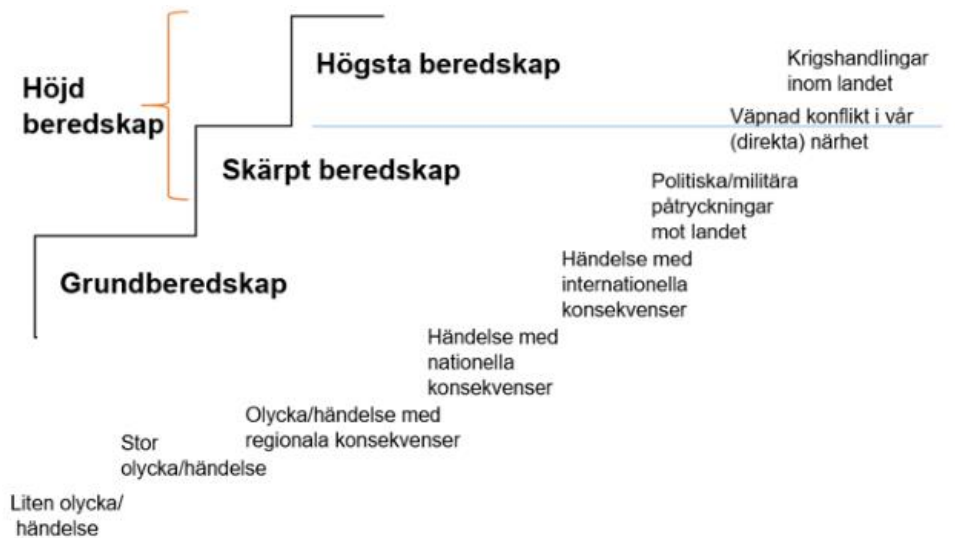 Höjd
beredskap
Högsta beredskap
Skärpt beredskap
Grundberedskap
Krigshandlingar
inom landet
Väpnad konflikt i vår
(direkta) närhet
Politiska/militära
påtryckningar
mot landet
Händelse med
internationella
konsekvenser
Händelse med
nationella
konsekvenser
Olycka/händelse med
regionala konsekvenser
Stor
olycka/händelse
Liten olycka/
händelse